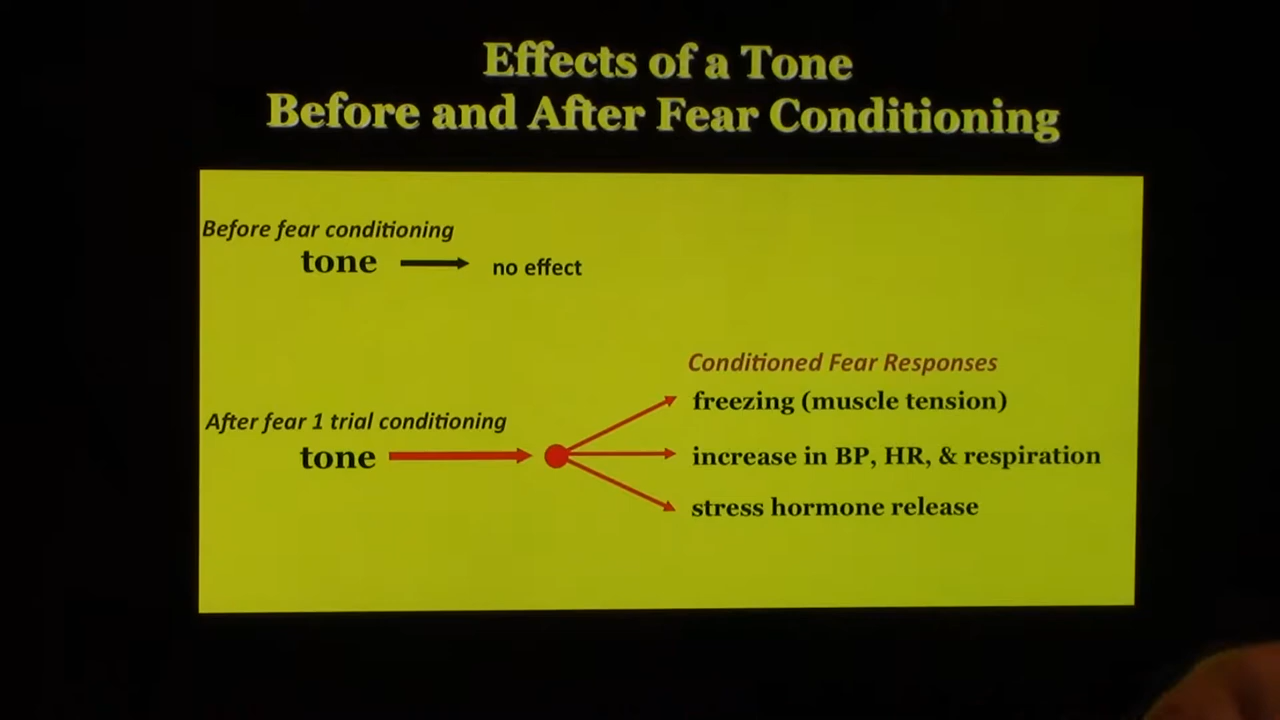 Effects of a Tone
Before and After Fear Conditioning
Before fear conditioning
tone
no effect
Conditioned Fear Responses
freezing (muscle tension)
After fear 1 trial conditioning
tone
increase in BP, HR, & respiration
stress hormone release